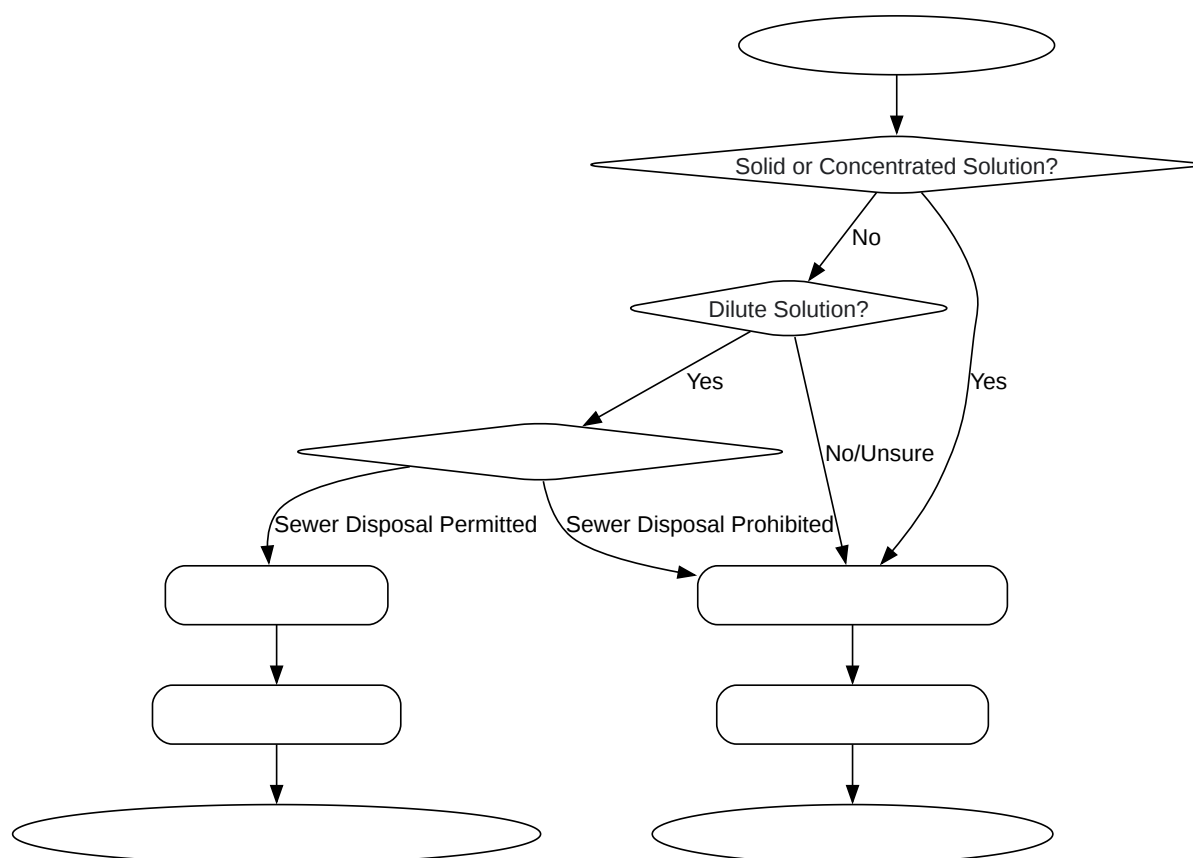 Solid or Concentrated Solution?
No
Dilute Solution?
Yes
Yes
No/Unsure
Sewer Disposal Permitted
Sewer Disposal Prohibited